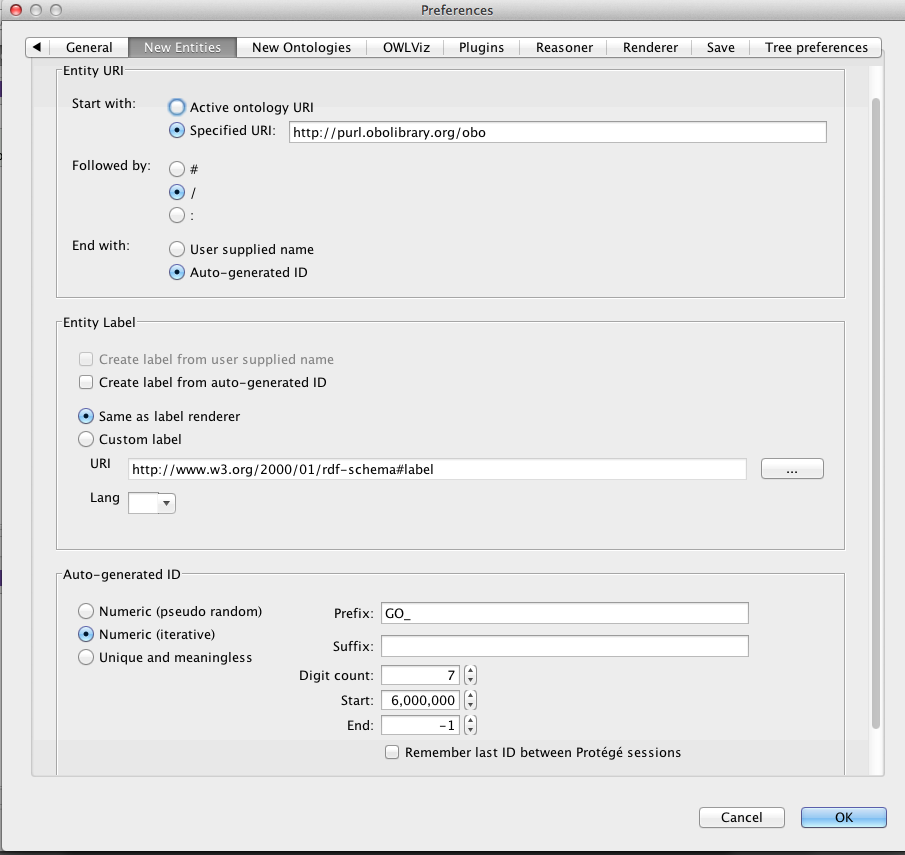 Preferences
General New Entities New Ontologies OWLViz Plugins Reasoner Renderer Save Tree preferences
Entity URI
Start with: Active ontology URI
Specified URI: http://purl.obolibrary.org/obo
Followed by: #
/
:
End with: User supplied name
Auto-generated ID
Entity Label
Create label from user supplied name
Create label from auto-generated ID
Same as label renderer
Custom label
URI http://www.w3.org/2000/01/rdf-schema#label ...
Lang
Auto-generated ID
Numeric (pseudo random) Prefix: GO_
Numeric (iterative) Suffix:
Unique and meaningless
Digit count: 7
Start: 6,000,000
End: -1
Remember last ID between Protégé sessions
Cancel OK